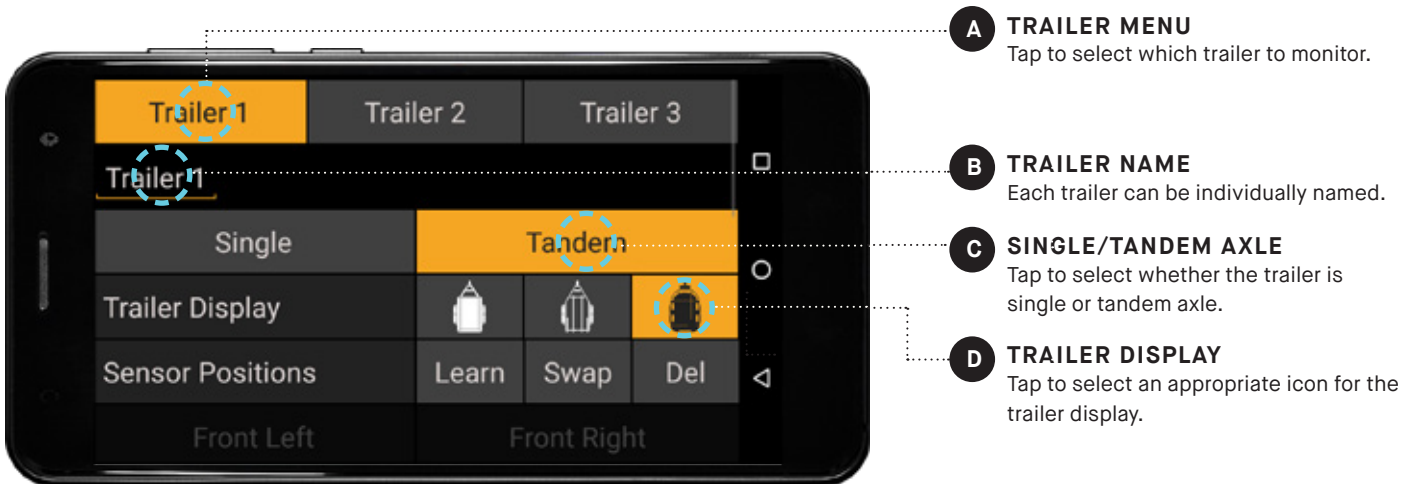 A TRAILER MENU
Tap to select which trailer to monitor.
Trailer 1 Trailer 2 Trailer 3
Trailer 1
B TRAILER NAME
Each trailer can be individually named.
Single Tandem
C SINGLE/TANDEM AXLE
Tap to select whether the trailer is
single or tandem axle.
Trailer Display
D TRAILER DISPLAY
Tap to select an appropriate icon for the
trailer display.
Sensor Positions Learn Swap Del
Front Left Front Right